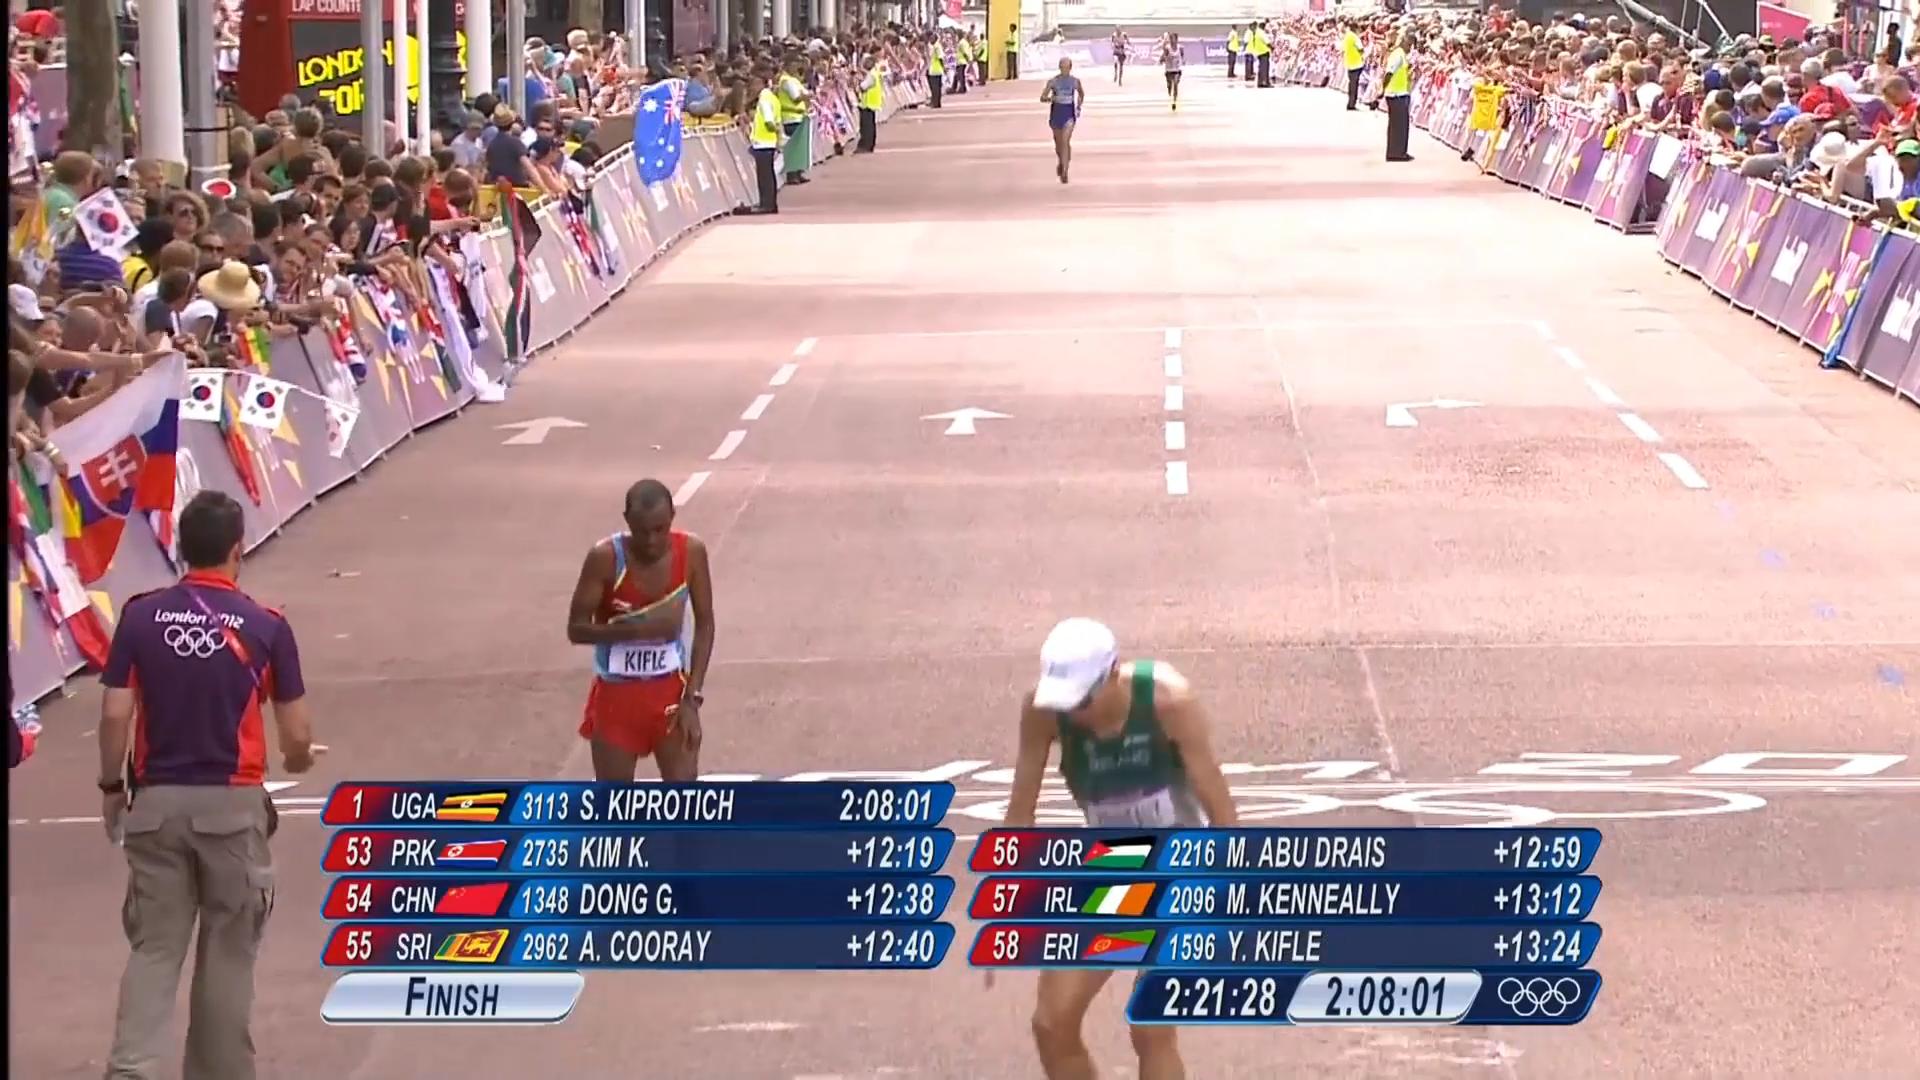 LAP COUNTER
LONDON
London 2012
KIFLE
1 UGA 3113 S. KIPROTICH 2:08:01
53 PRK 2735 KIM K. +12:19
54 CHN 1348 DONG G. +12:38
55 SRI 2962 A. COORAY +12:40
56 JOR 2216 M. ABU DRAIS +12:59
57 IRL 2096 M. KENNEALLY +13:12
58 ERI 1596 Y. KIFLE +13:24
FINISH
2:21:28 2:08:01